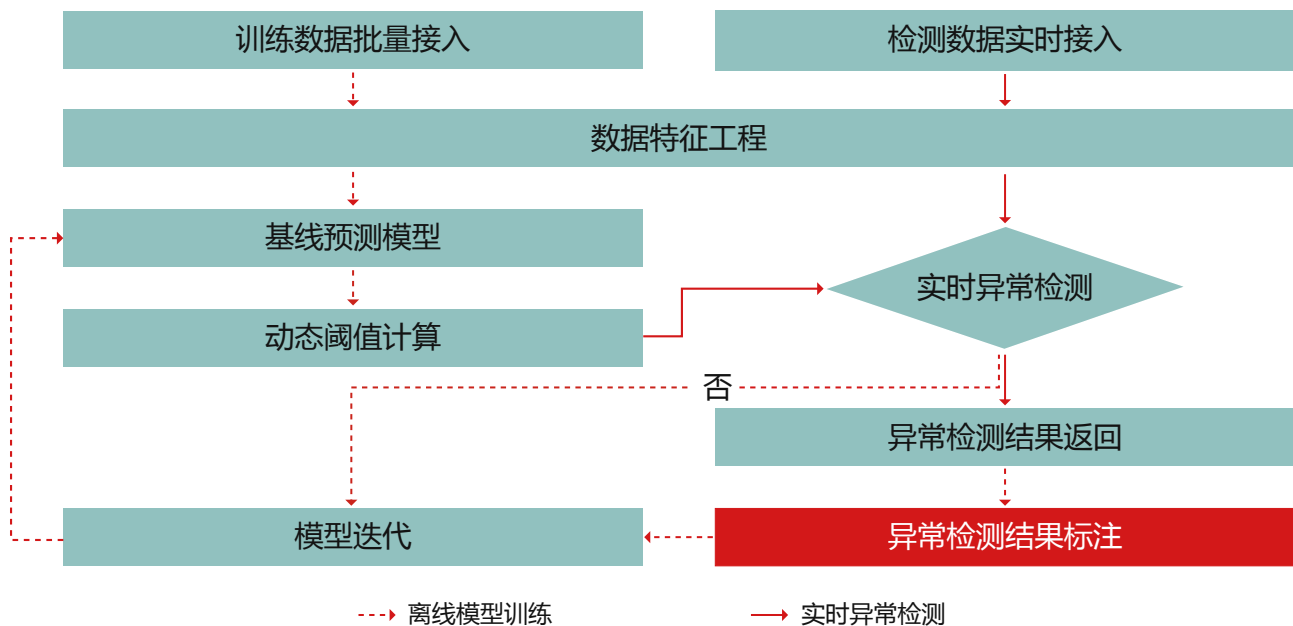 训练数据批量接入
检测数据实时接入
数据特征工程
基线预测模型
实时异常检测
动态阈值计算
否
异常检测结果返回
模型迭代
异常检测结果标注
离线模型训练
实时异常检测